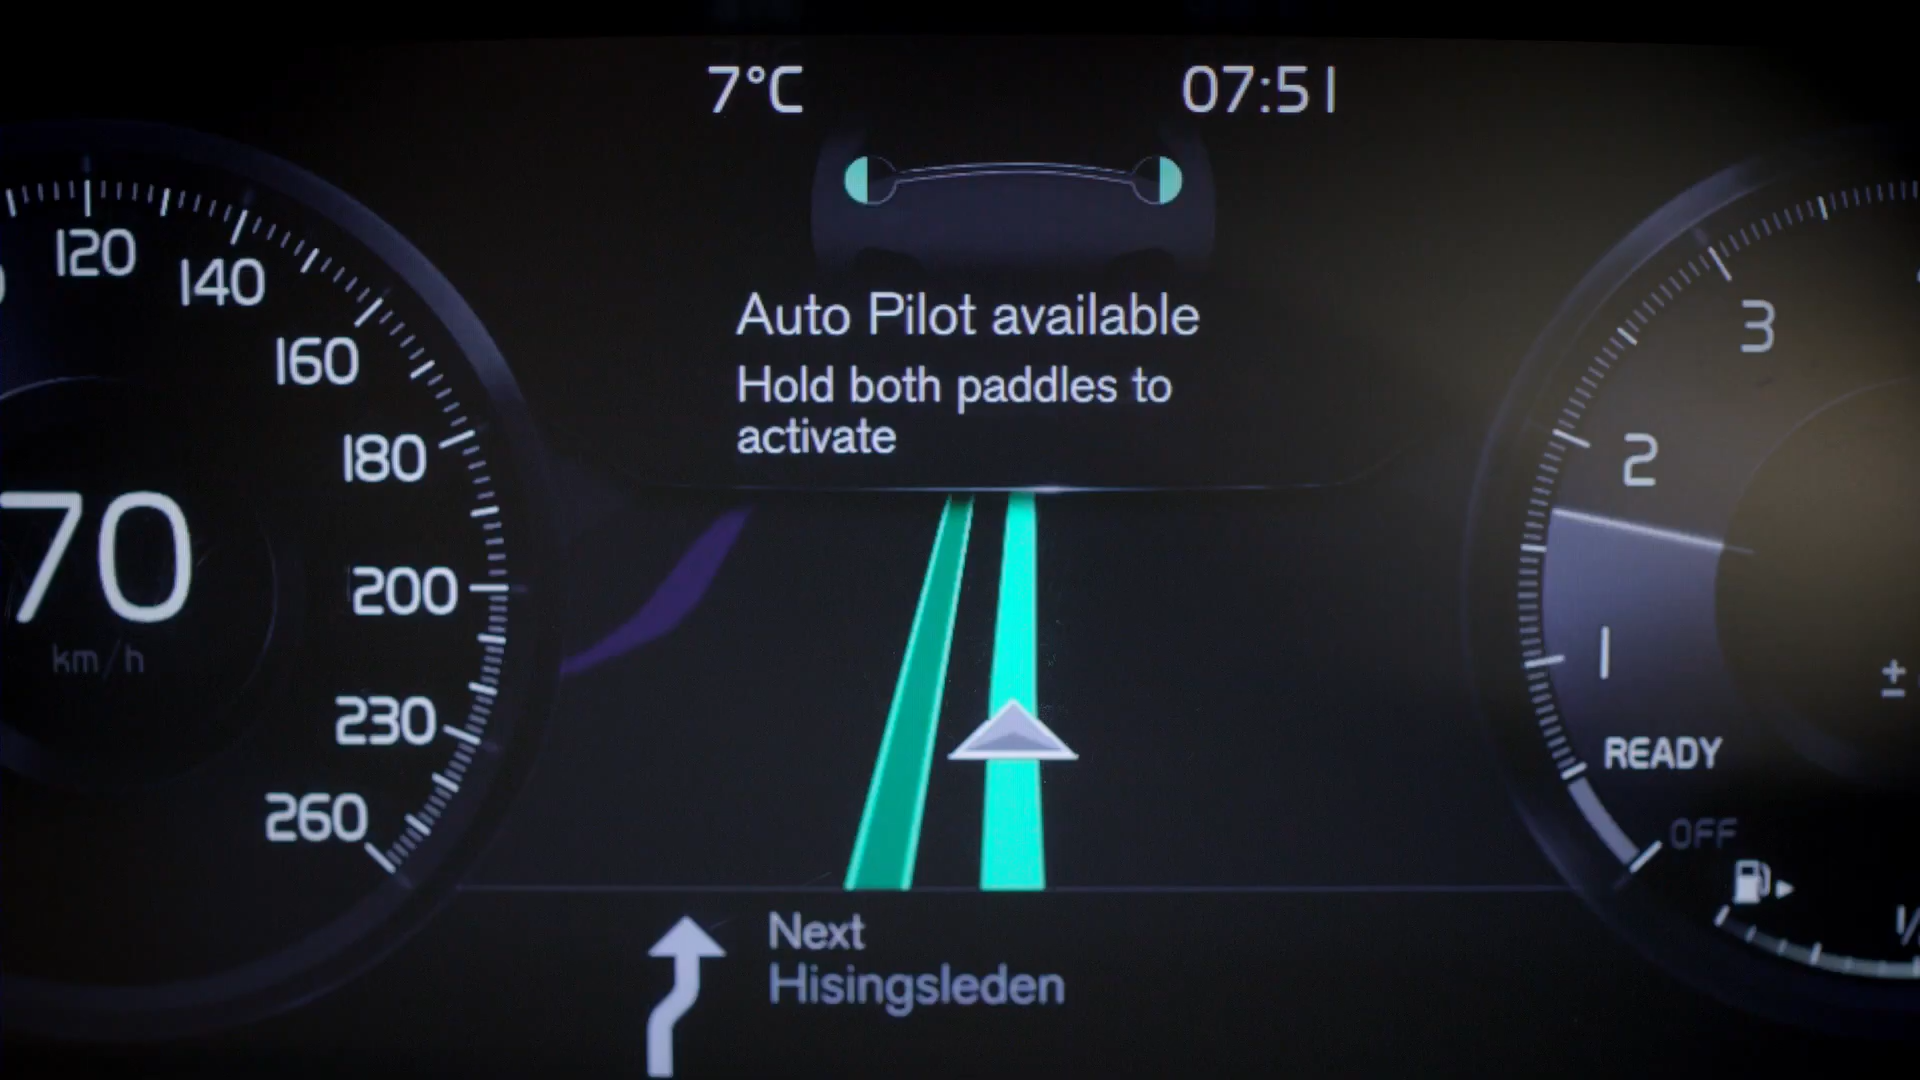 7°C
07:51
120
140
160
180
200
230
260
70
km/h
Auto Pilot available
Hold both paddles to
activate
3
2
1
READY
OFF
Next
Hisingsleden